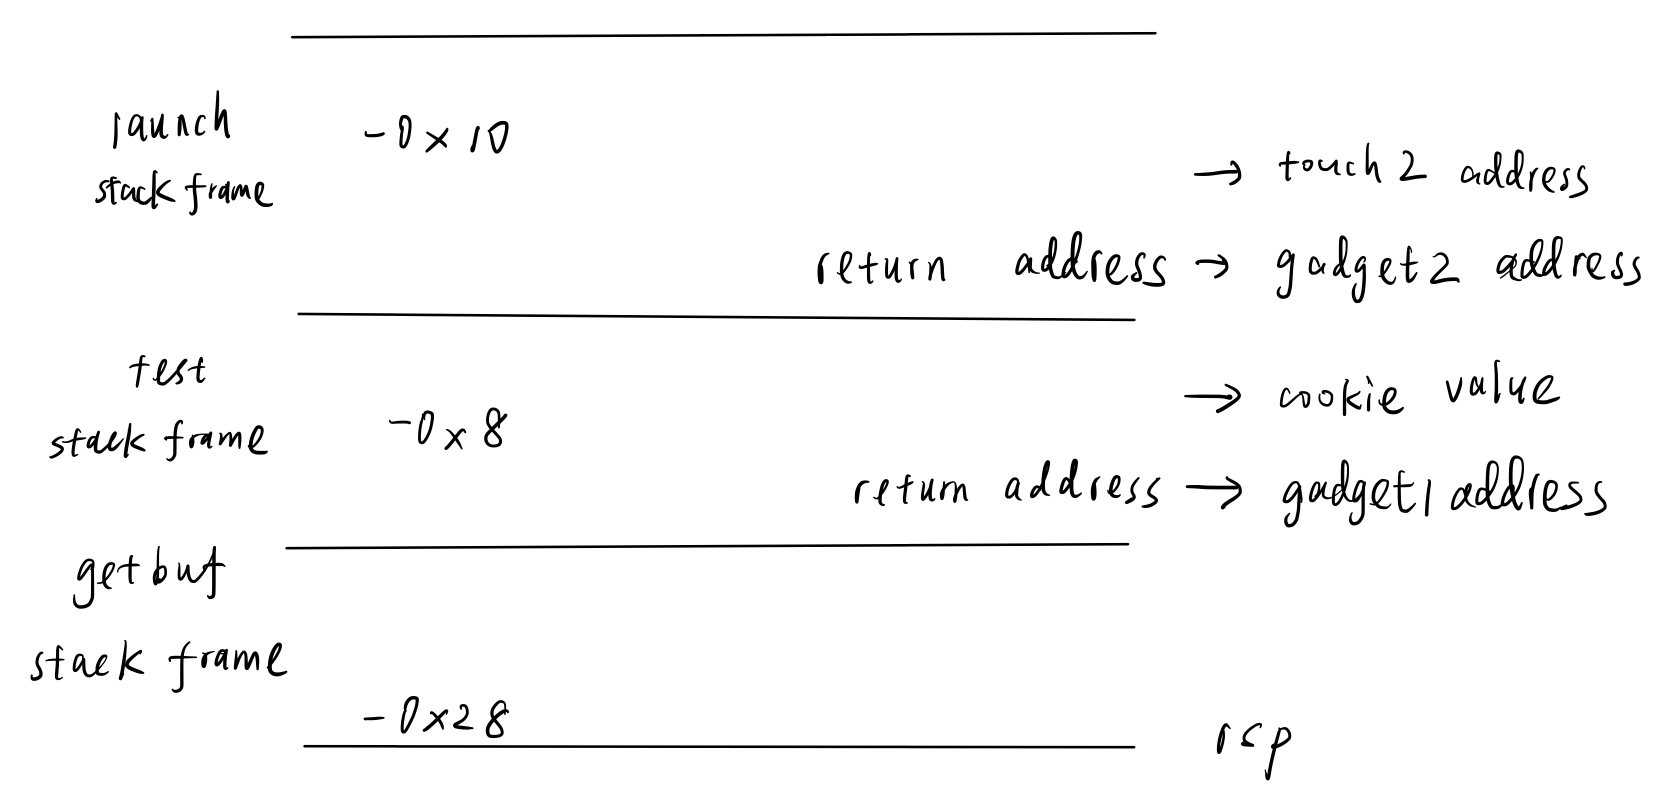 launch
stack frame
-0x10
→ touch 2 address
return address → gadget2 address
test
stack frame
-0x8
→ cookie value
return address → gadget1 address
getbuf
stack frame
-0x28
rsp